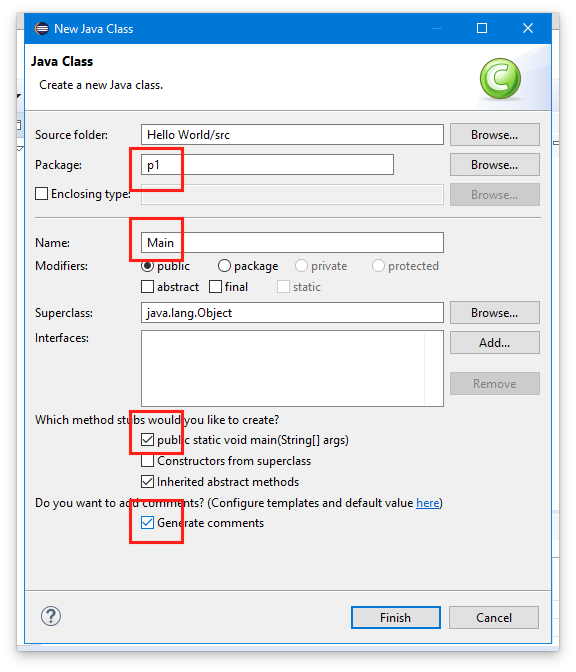 New Java Class
Java Class
Create a new Java class.
C
Source folder: Hello World/src Browse...
Package: p1 Browse...
Enclosing type: Browse...
Name: Main
Modifiers: public package private protected
abstract final static
Superclass: java.lang.Object Browse...
Interfaces: Add...
Remove
Which method stubs would you like to create?
public static void main(String[] args)
Constructors from superclass
Inherited abstract methods
Do you want to add comments? (Configure templates and default value here)
Generate comments
? Finish Cancel